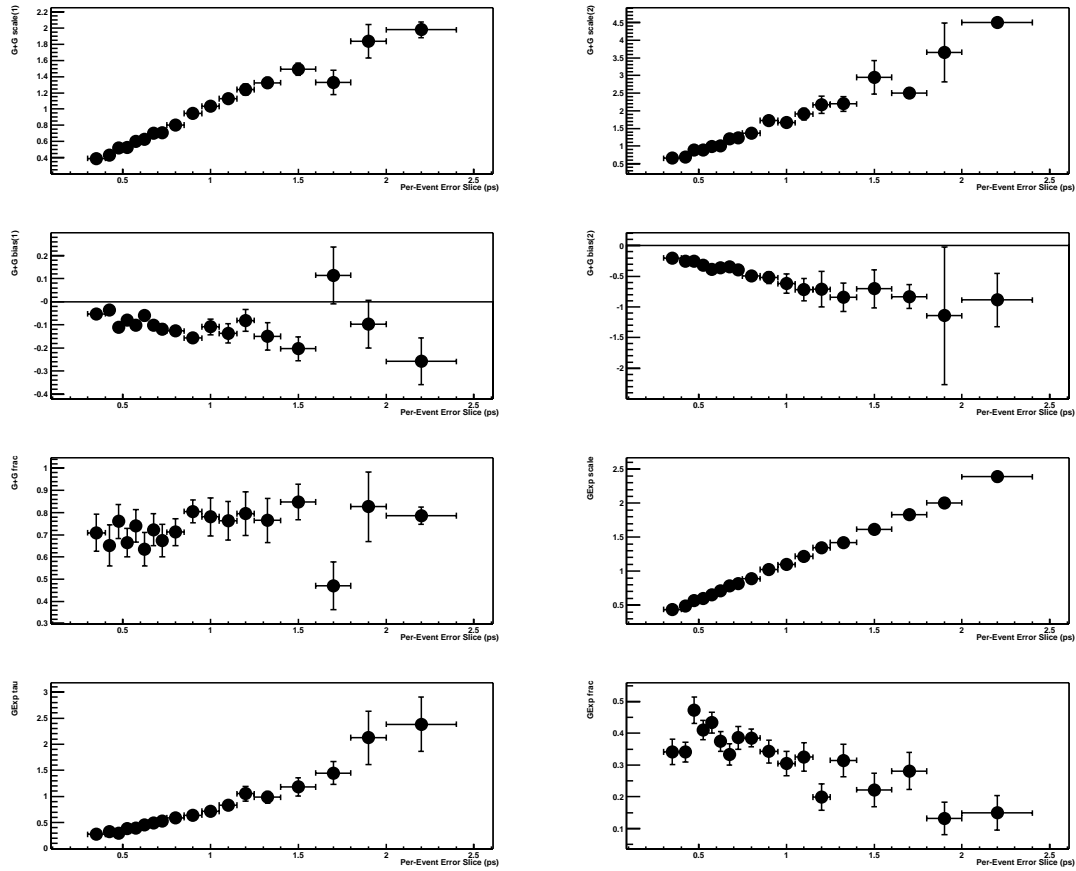 G+G scale(1)
2.2
2
1.8
1.6
1.4
1.2
1
0.8
0.6
0.4
0.5 1 1.5 2 2.5
Per-Event Error Slice (ps)
G+G scale(2)
4.5
4
3.5
3
2.5
2
1.5
1
0.5
0.5 1 1.5 2 2.5
Per-Event Error Slice (ps)
G+G bias(1)
0.2
0.1
-0
-0.1
-0.2
-0.3
-0.4
0.5 1 1.5 2 2.5
Per-Event Error Slice (ps)
G+G bias(2)
0
-0.5
-1
-1.5
-2
0.5 1 1.5 2 2.5
Per-Event Error Slice (ps)
G+G frac
1
0.9
0.8
0.7
0.6
0.5
0.4
0.3
0.5 1 1.5 2 2.5
Per-Event Error Slice (ps)
GExp scale
2.5
2
1.5
1
0.5
0.5 1 1.5 2 2.5
Per-Event Error Slice (ps)
GExp tau
3
2.5
2
1.5
1
0.5
0
0.5 1 1.5 2 2.5
Per-Event Error Slice (ps)
GExp frac
0.5
0.4
0.3
0.2
0.1
0.5 1 1.5 2 2.5
Per-Event Error Slice (ps)